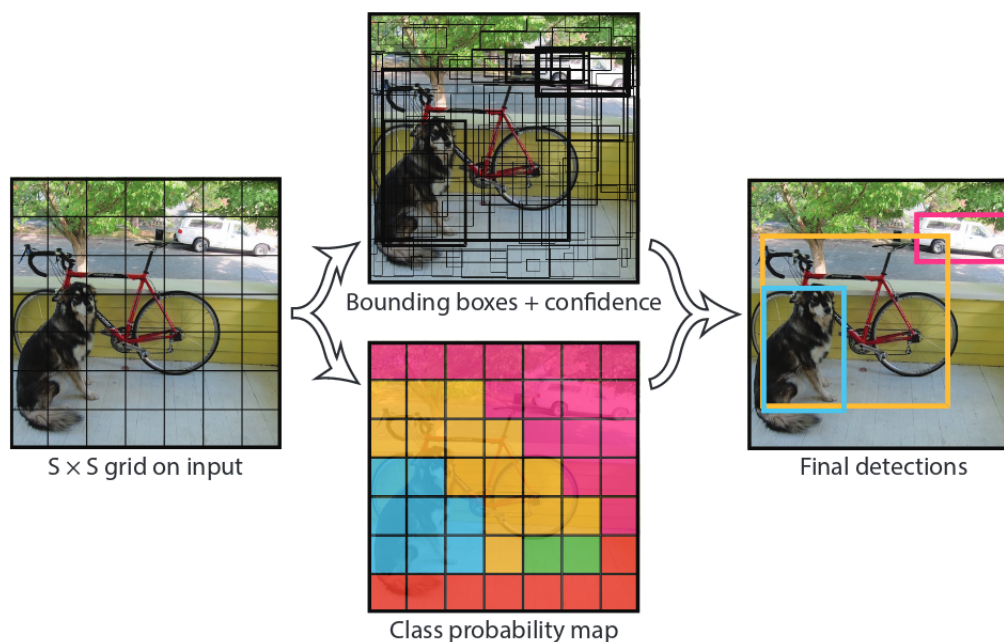 S × S grid on input
Bounding boxes + confidence
Class probability map
Final detections